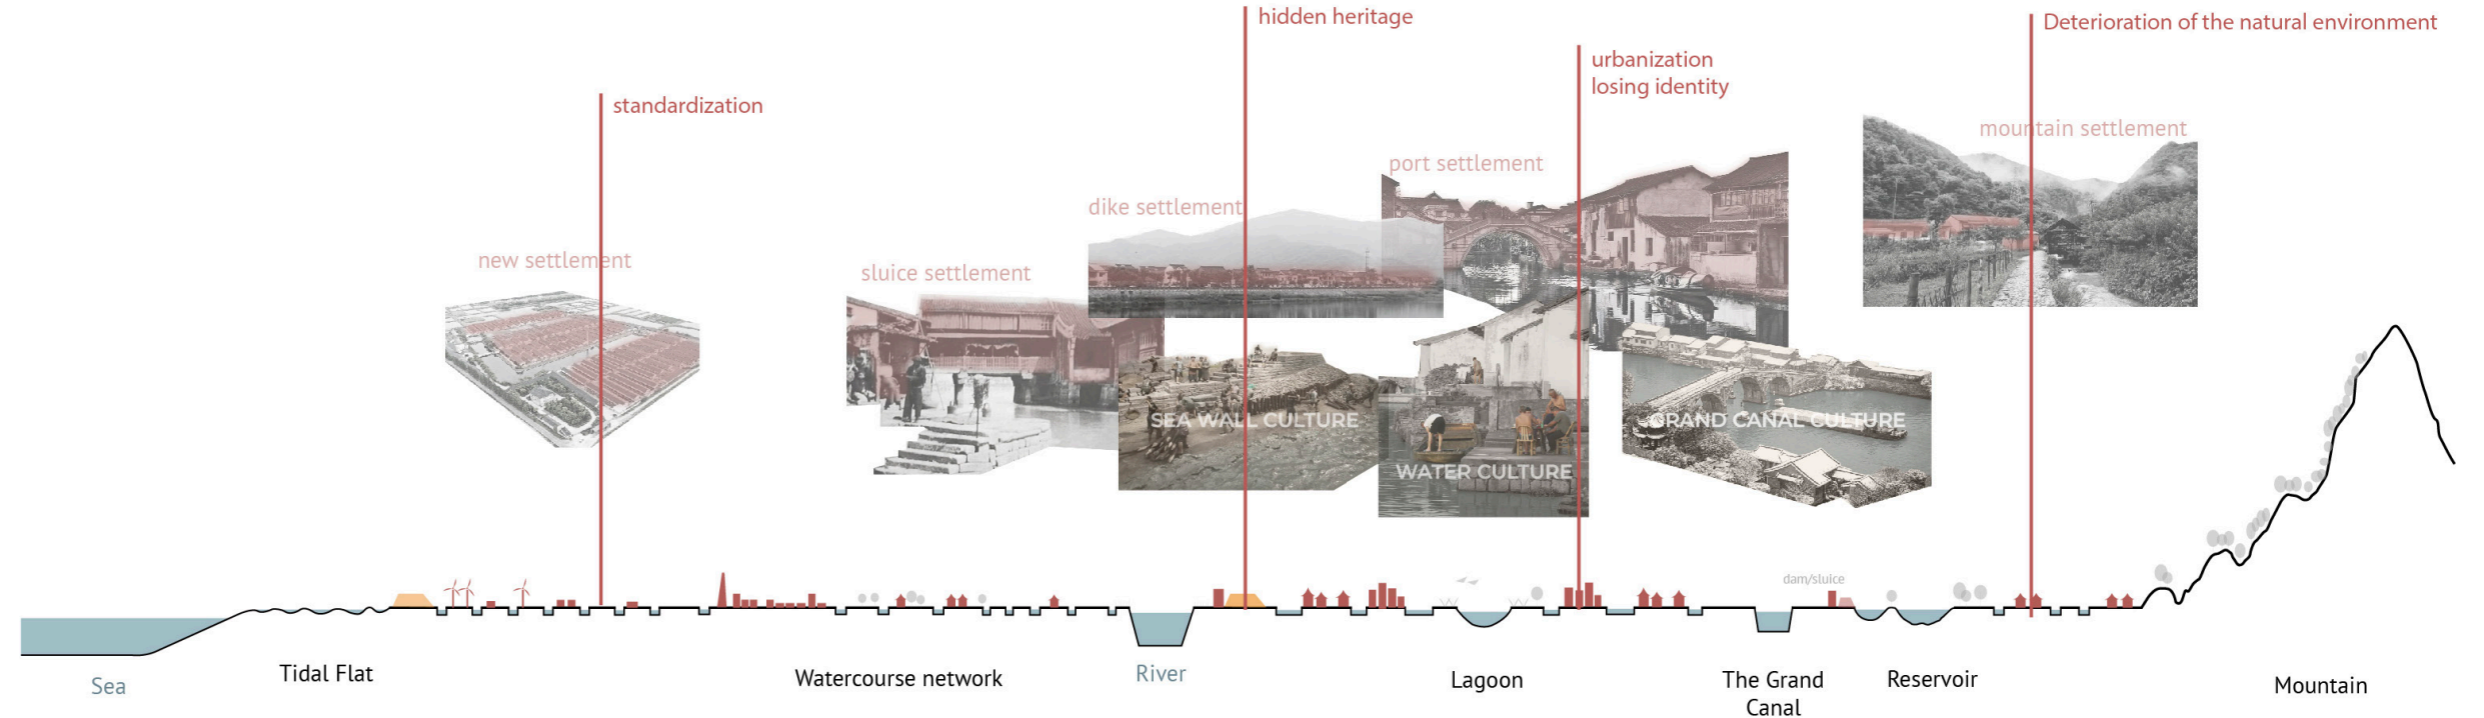 hidden heritage
Deterioration of the natural environment
urbanization
losing identity
standardization
mountain settlement
port settlement
dike settlement
new settlement
sluice settlement
SEA WALL CULTURE
GRAND CANAL CULTURE
WATER CULTURE
dam/sluice
Sea
Tidal Flat
Watercourse network
River
Lagoon
The Grand
Canal
Reservoir
Mountain